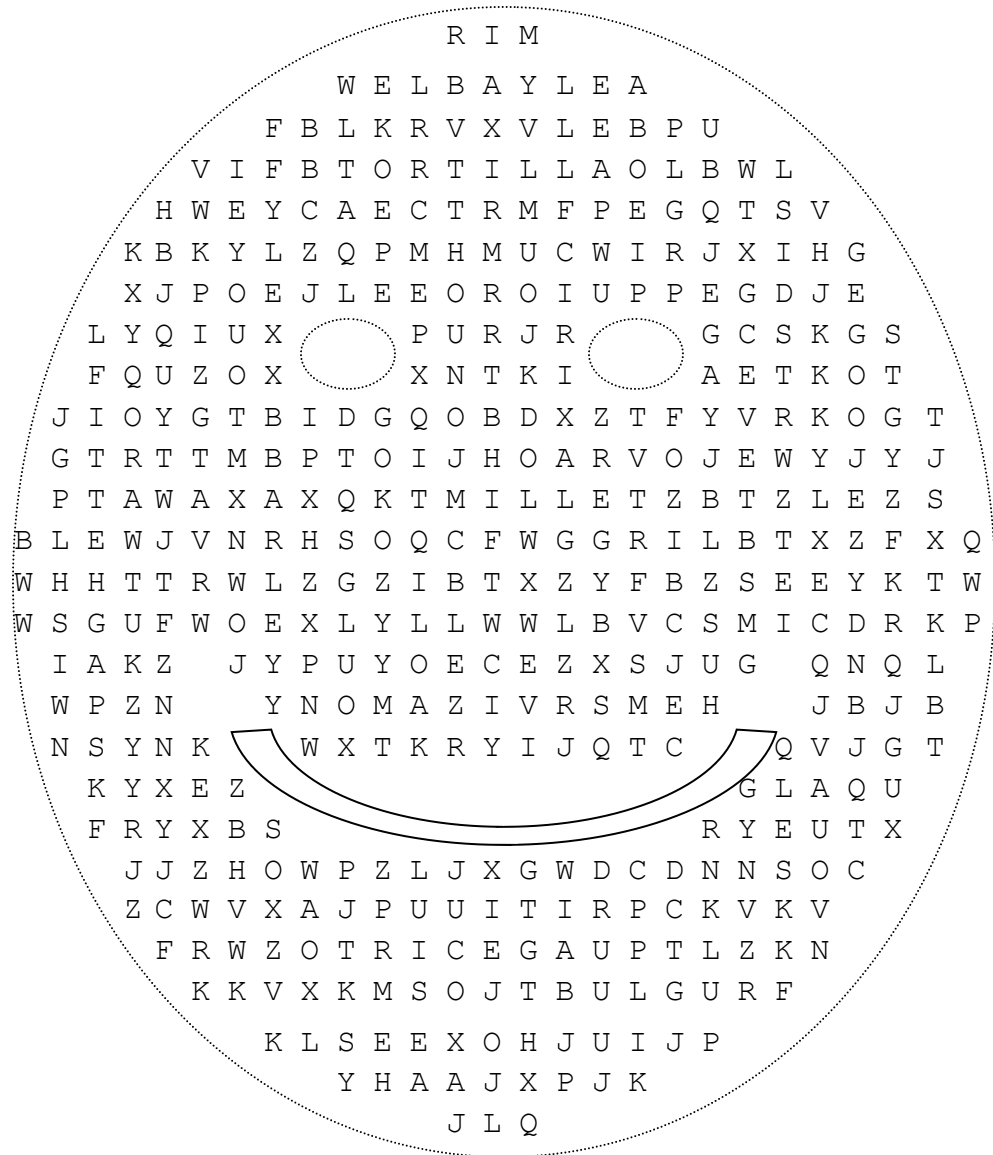 R I M
W E L B A Y L E A
F B L K R V X V L E B P U
V I F B T O R T I L L A O L B W L
H W E Y C A E C T R M F P E G Q T S V
K B K Y L Z Q P M H M U C W I R J X I H G
X J P O E J L E E O R O I U P P E G D J E
L Y Q I U X P U R J R G C S K G S
F Q U Z O X X N T K I A E T K O T
J I O Y G T B I D G Q O B D X Z T F Y V R K O G T
G T R T T M B P T O I J H O A R V O J E W Y J Y J
P T A W A X A X Q K T M I L L E T Z B T Z L E Z S
B L E W J V N R H S O Q C F W G G R I L B T X Z F X Q
W H H T T R W L Z G Z I B T X Z Y F B Z S E E Y K T W
W S G U F W O E X L Y L L W W L B V C S M I C D R K P
I A K Z J Y P U Y O E C E Z X S J U G Q N Q L
W P Z N Y N O M A Z I V R S M E H J B J B
N S Y N K W X T K R Y I J Q T C Q V J G T
K Y X E Z G L A Q U
F R Y X B S R Y E U T X
J J Z H O W P Z L J X G W D C D N N S O C
Z C W V X A J P U U I T I R P C K V K V
F R W Z O T R I C E G A U P T L Z K N
K K V X K M S O J T B U L G U R F
K L S E E X O H J U I J P
Y H A A J X P J K
J L Q